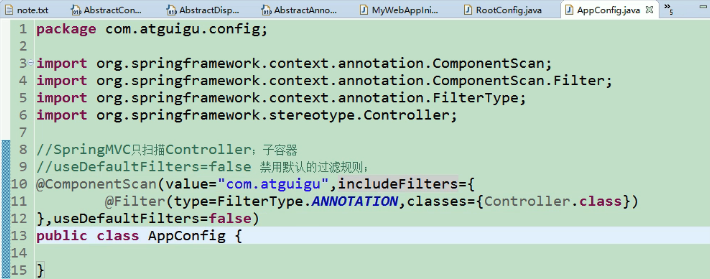 note.txt AbstractCon... AbstractDisp... AbstractAnno... MyWebAppIni... RootConfig.java AppConfig.java »5
1 package com.atguigu.config;
2
3 import org.springframework.context.annotation.ComponentScan;
4 import org.springframework.context.annotation.ComponentScan.Filter;
5 import org.springframework.context.annotation.FilterType;
6 import org.springframework.stereotype.Controller;
7
8 //SpringMVC只扫描Controller；子容器
9 //useDefaultFilters=false 禁用默认的过滤规则；
10 @ComponentScan(value="com.atguigu",includeFilters={
11 @Filter(type=FilterType.ANNOTATION,classes={Controller.class})
12 },useDefaultFilters=false)
13 public class AppConfig {
14
15 }